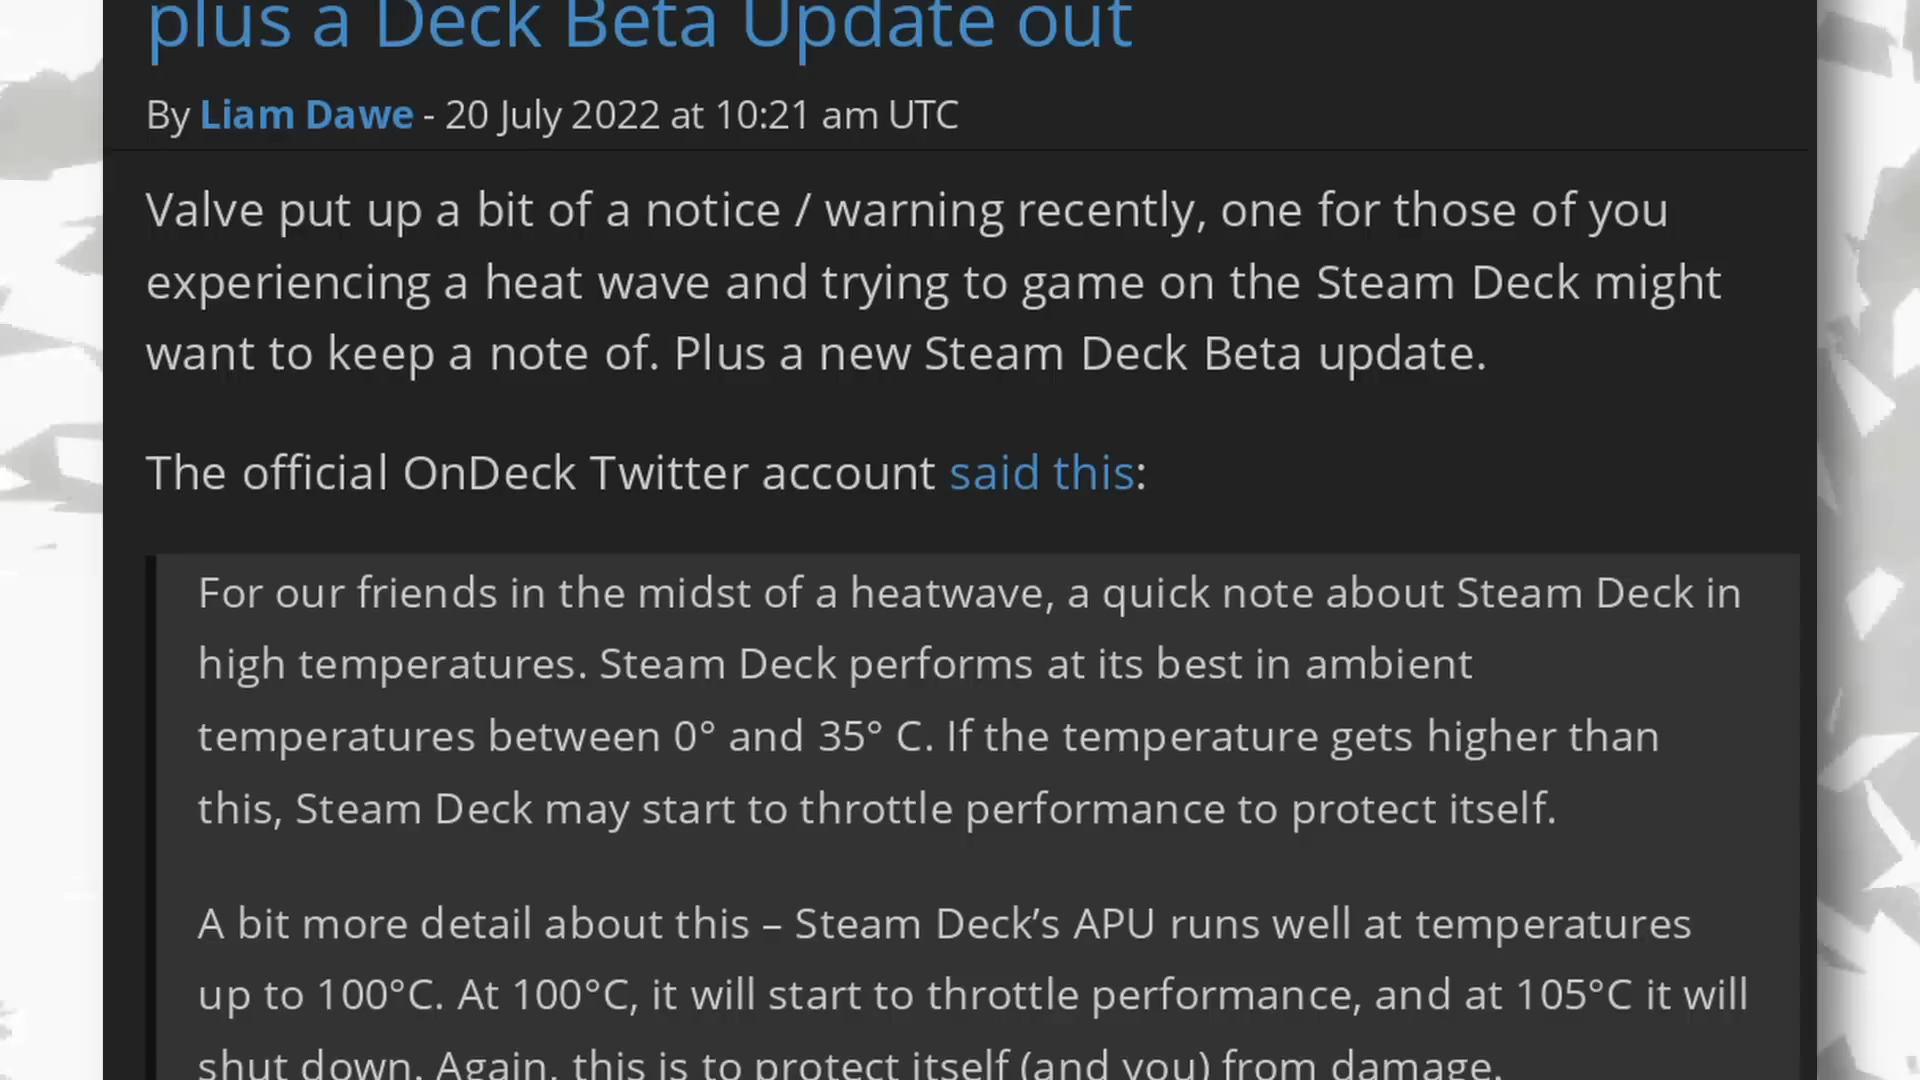 plus a Deck Beta Update out
By Liam Dawe - 20 July 2022 at 10:21 am UTC
Valve put up a bit of a notice / warning recently, one for those of you
experiencing a heat wave and trying to game on the Steam Deck might
want to keep a note of. Plus a new Steam Deck Beta update.
The official OnDeck Twitter account said this:
For our friends in the midst of a heatwave, a quick note about Steam Deck in
high temperatures. Steam Deck performs at its best in ambient
temperatures between 0° and 35° C. If the temperature gets higher than
this, Steam Deck may start to throttle performance to protect itself.
A bit more detail about this – Steam Deck’s APU runs well at temperatures
up to 100°C. At 100°C, it will start to throttle performance, and at 105°C it will
shut down. Again, this is to protect itself (and you) from damage.